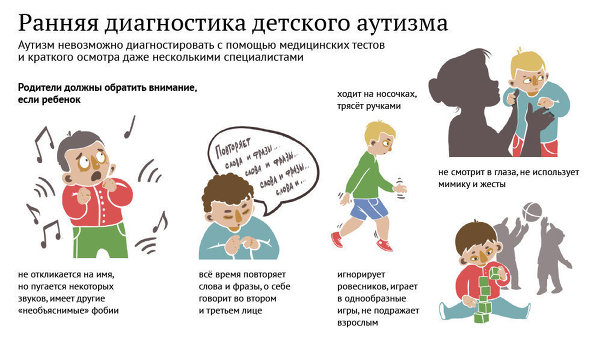 Ранняя диагностика детского аутизма
Аутизм невозможно диагностировать с помощью медицинских тестов
и краткого осмотра даже несколькими специалистами
Родители должны обратить внимание,
если ребенок
не откликается на имя,
но пугается некоторых
звуков, имеет другие
«необъяснимые» фобии
Повторяет
слова и фразы...
слова и фразы...
слова и фразы...
слова и...
всё время повторяет
слова и фразы, о себе
говорит во втором
и третьем лице
ходит на носочках,
трясёт ручками
игнорирует
ровесников, играет
в однообразные
игры, не подражает
взрослым
не смотрит в глаза, не использует
мимику и жесты